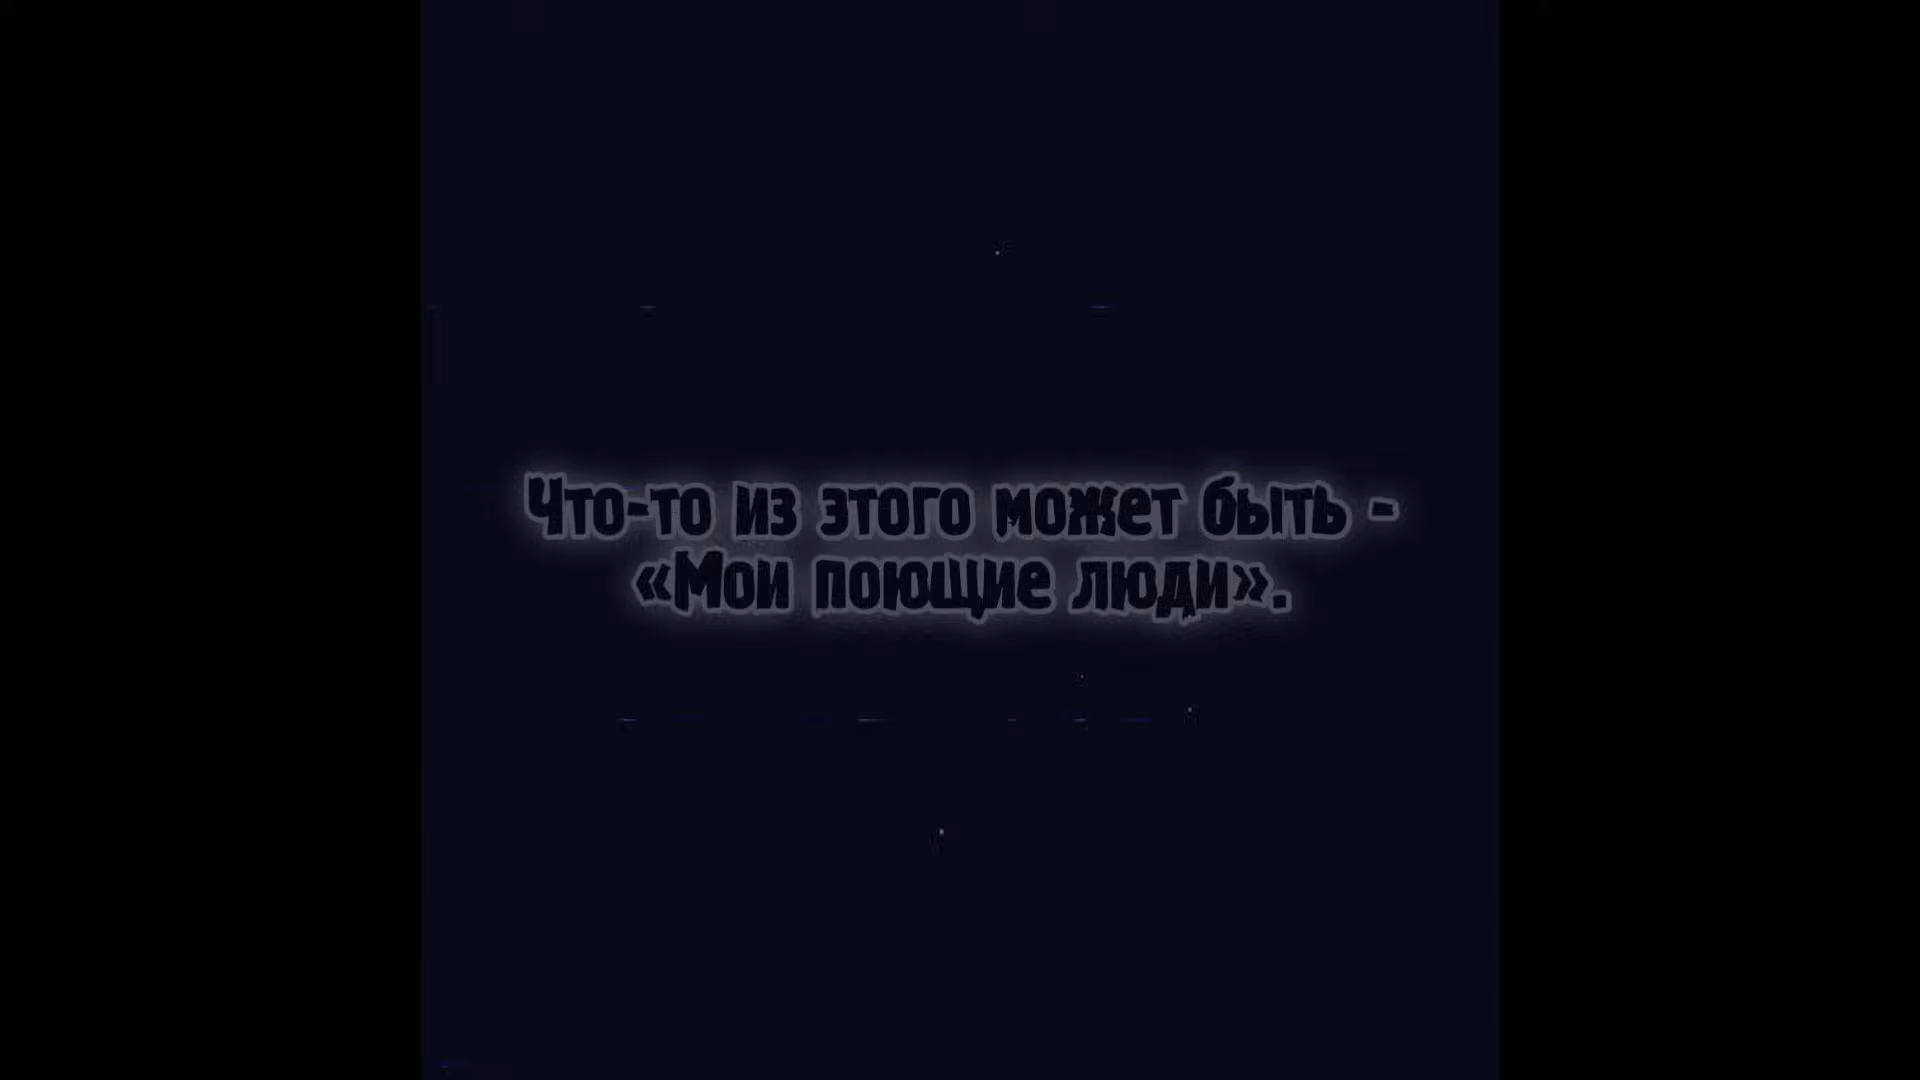 Что-то из этого может быть -
«Мои поющие люди».